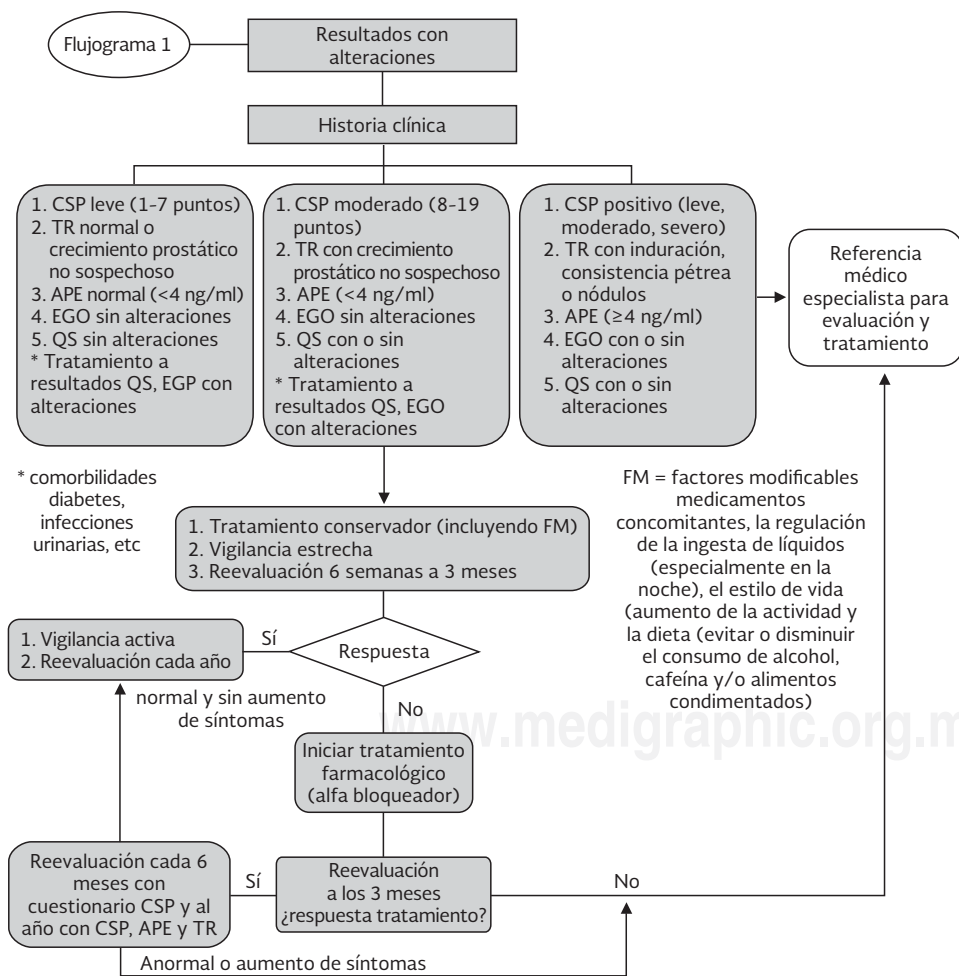 Flujograma 1
Resultados con
alteraciones
Historia clínica
1. CSP leve (1-7 puntos)
2. TR normal o
crecimiento prostático
no sospechoso
3. APE normal (<4 ng/ml)
4. EGO sin alteraciones
5. QS sin alteraciones
* Tratamiento a
resultados QS, EGP con
alteraciones
1. CSP moderado (8-19
puntos)
2. TR con crecimiento
prostático no sospechoso
3. APE (<4 ng/ml)
4. EGO sin alteraciones
5. QS con o sin
alteraciones
* Tratamiento a
resultados QS, EGO
con alteraciones
1. CSP positivo (leve,
moderado, severo)
2. TR con induración,
consistencia pétrea
o nódulos
3. APE (≥4 ng/ml)
4. EGO con o sin
alteraciones
5. QS con o sin
alteraciones
Referencia
médico
especialista para
evaluación y
tratamiento
* comorbilidades
diabetes,
infecciones
urinarias, etc
1. Tratamiento conservador (incluyendo FM)
2. Vigilancia estrecha
3. Reevaluación 6 semanas a 3 meses
FM = factores modificables
medicamentos
concomitantes, la regulación
de la ingesta de líquidos
(especialmente en la
noche), el estilo de vida
(aumento de la actividad y
la dieta (evitar o disminuir
el consumo de alcohol,
cafeína y/o alimentos
condimentados)
1. Vigilancia activa
2. Reevaluación cada año
Sí
Respuesta
normal y sin aumento
de síntomas
No
www.medigraphic.org.m
Iniciar tratamiento
farmacológico
(alfa bloqueador)
Reevaluación cada 6
meses con
cuestionario CSP y al
año con CSP, APE y TR
Sí
Reevaluación
a los 3 meses
¿respuesta tratamiento?
No
Anormal o aumento de síntomas